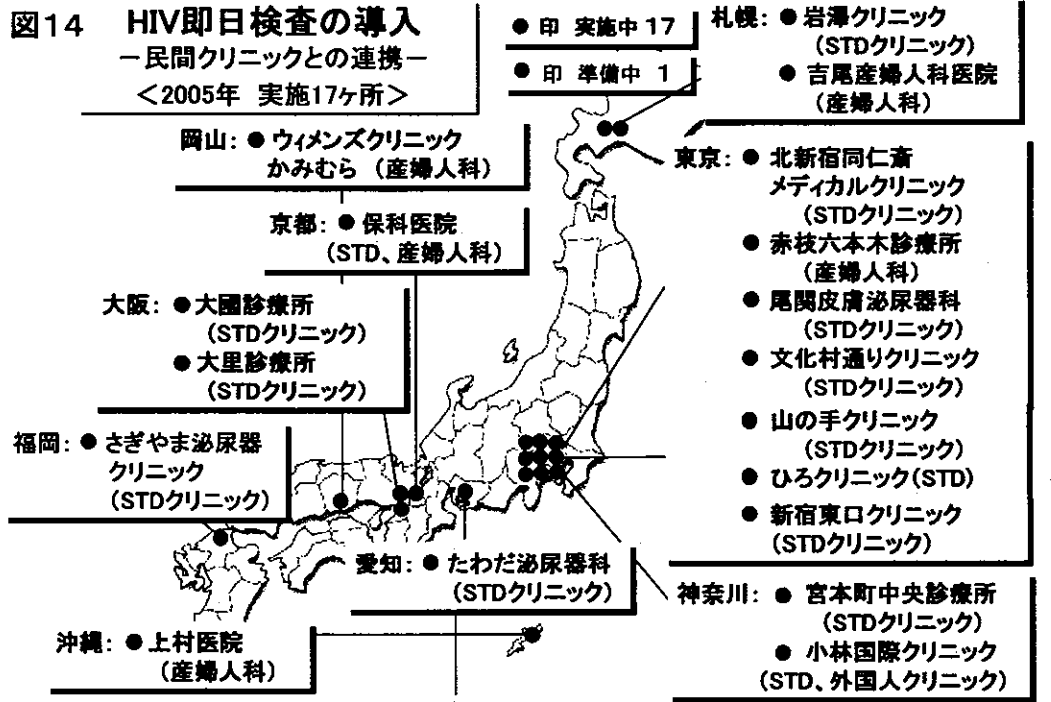 図14 HIV即日検査の導入
－民間クリニックとの連携－
＜2005年 実施17ヶ所＞
● 印 実施中 17
● 印 準備中 1
札幌: ● 岩澤クリニック
(STDクリニック)
● 吉尾産婦人科医院
(産婦人科)
岡山: ● ウィメンズクリニック
かみむら (産婦人科)
京都: ● 保科医院
(STD、産婦人科)
大阪: ● 大國診療所
(STDクリニック)
● 大里診療所
(STDクリニック)
福岡: ● さぎやま泌尿器
クリニック
(STDクリニック)
東京: ● 北新宿同仁斎
メディカルクリニック
(STDクリニック)
● 赤枝六本木診療所
(産婦人科)
● 尾関皮膚泌尿器科
(STDクリニック)
● 文化村通りクリニック
(STDクリニック)
● 山の手クリニック
(STDクリニック)
● ひろクリニック(STD)
● 新宿東口クリニック
(STDクリニック)
愛知: ● たわだ泌尿器科
(STDクリニック)
神奈川: ● 宮本町中央診療所
(STDクリニック)
● 小林国際クリニック
(STD、外国人クリニック)
沖縄: ● 上村医院
(産婦人科)